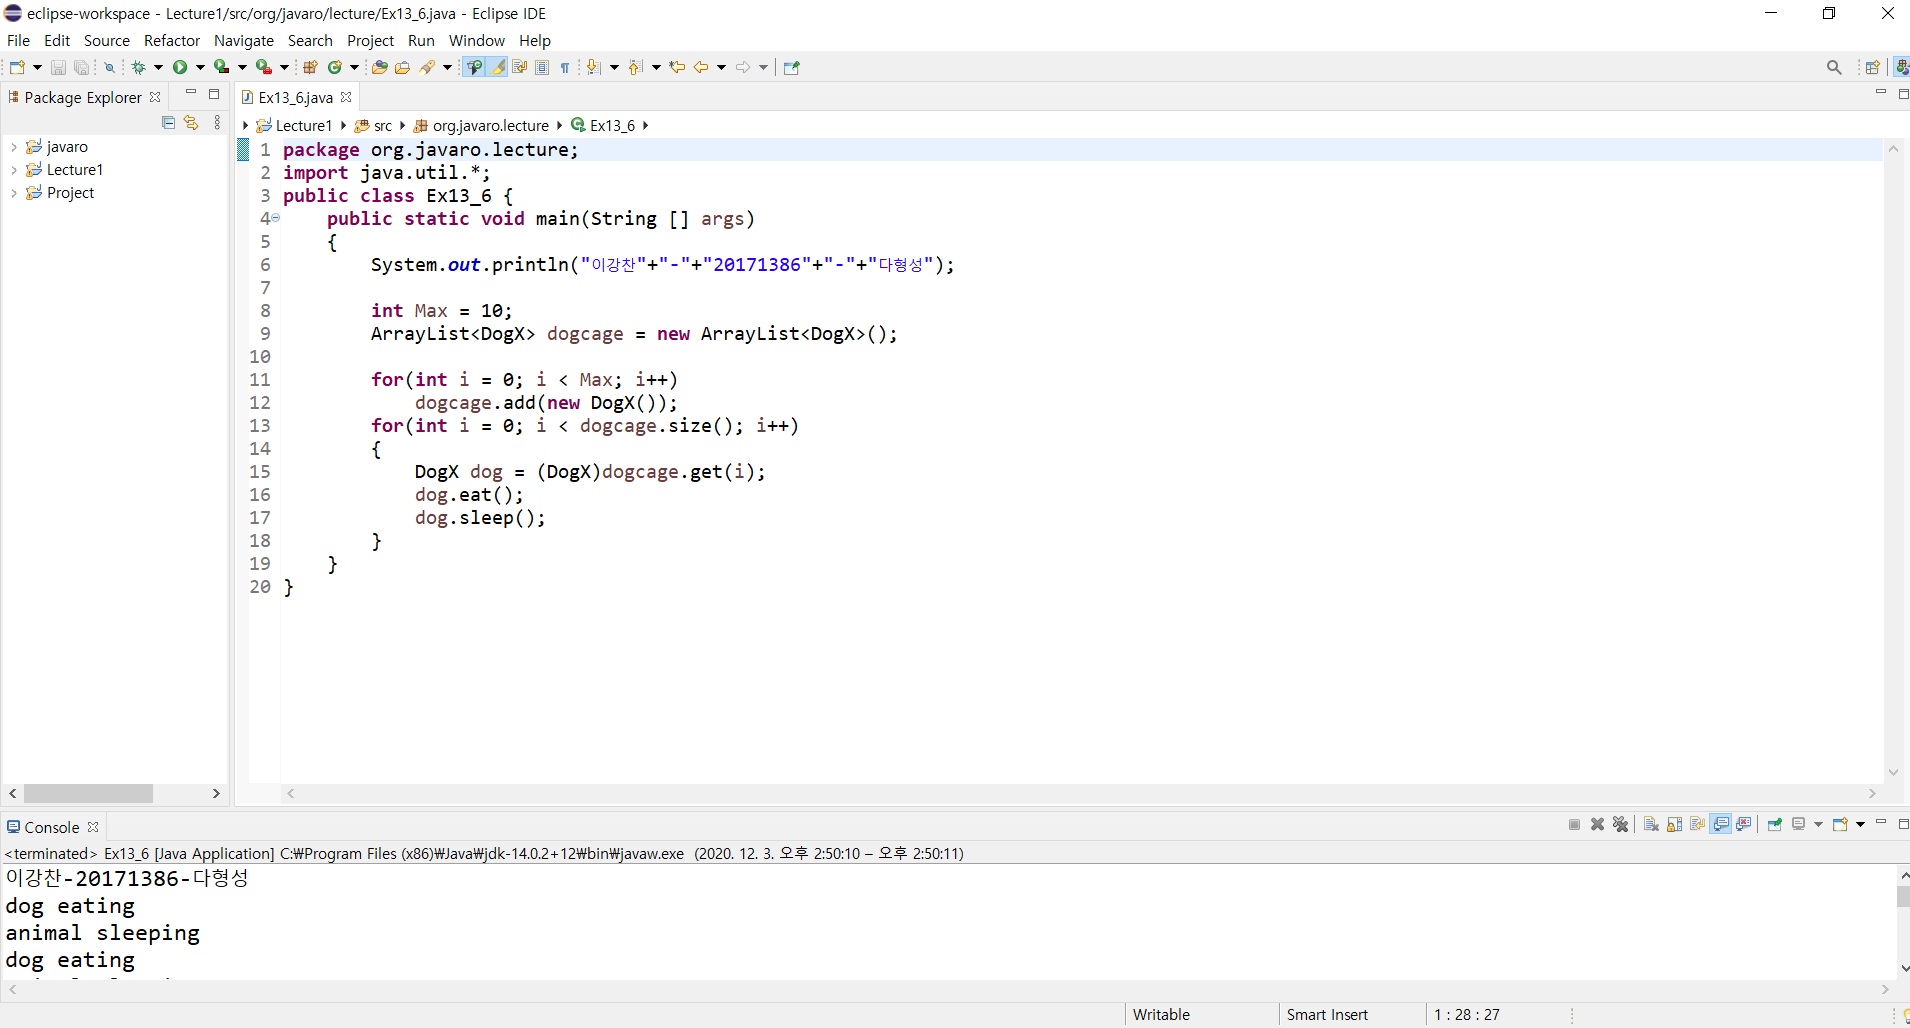 eclipse-workspace - Lecture1/src/org/javaro/lecture/Ex13_6.java - Eclipse IDE
File Edit Source Refactor Navigate Search Project Run Window Help
Package Explorer
javaro
Lecture1
Project
Ex13_6.java
Lecture1 src org.javaro.lecture Ex13_6
1 package org.javaro.lecture;
2 import java.util.*;
3 public class Ex13_6 {
4 public static void main(String [] args)
5 {
6 System.out.println("이강찬"+"-"+"20171386"+"-"+"다형성");
7
8 int Max = 10;
9 ArrayList<DogX> dogcage = new ArrayList<DogX>();
10
11 for(int i = 0; i < Max; i++)
12 dogcage.add(new DogX());
13 for(int i = 0; i < dogcage.size(); i++)
14 {
15 DogX dog = (DogX)dogcage.get(i);
16 dog.eat();
17 dog.sleep();
18 }
19 }
20 }
Console
<terminated> Ex13_6 [Java Application] C:₩Program Files (x86)₩Java₩jdk-14.0.2+12₩bin₩javaw.exe (2020. 12. 3. 오후 2:50:10 – 오후 2:50:11)
이강찬-20171386-다형성
dog eating
animal sleeping
dog eating
Writable Smart Insert 1 : 28 : 27